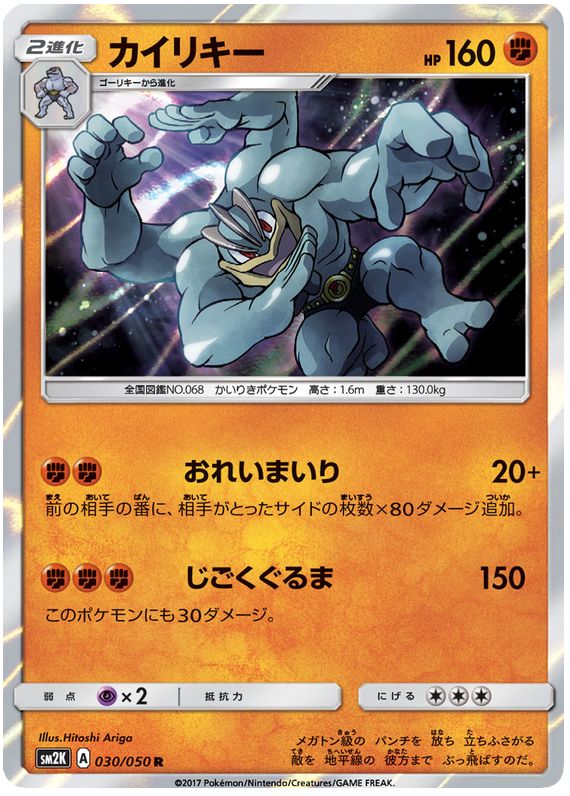 2進化
カイリキー
HP 160
ゴーリキーから進化
全国図鑑NO.068 かいりきポケモン 高さ:1.6m 重さ:130.0kg
おれいまいり 20+
前の相手の番に、相手がとったサイドの枚数×80ダメージ追加。
じごくぐるま 150
このポケモンにも30ダメージ。
弱点 ×2 抵抗力 にげる
Illus.Hitoshi Ariga
SM2K A 030/050 R
メガトン級の パンチを 放ち 立ちふさがる
敵を 地平線の 彼方まで ぶっ飛ばすのだ。
©2017 Pokémon/Nintendo/Creatures/GAME FREAK.